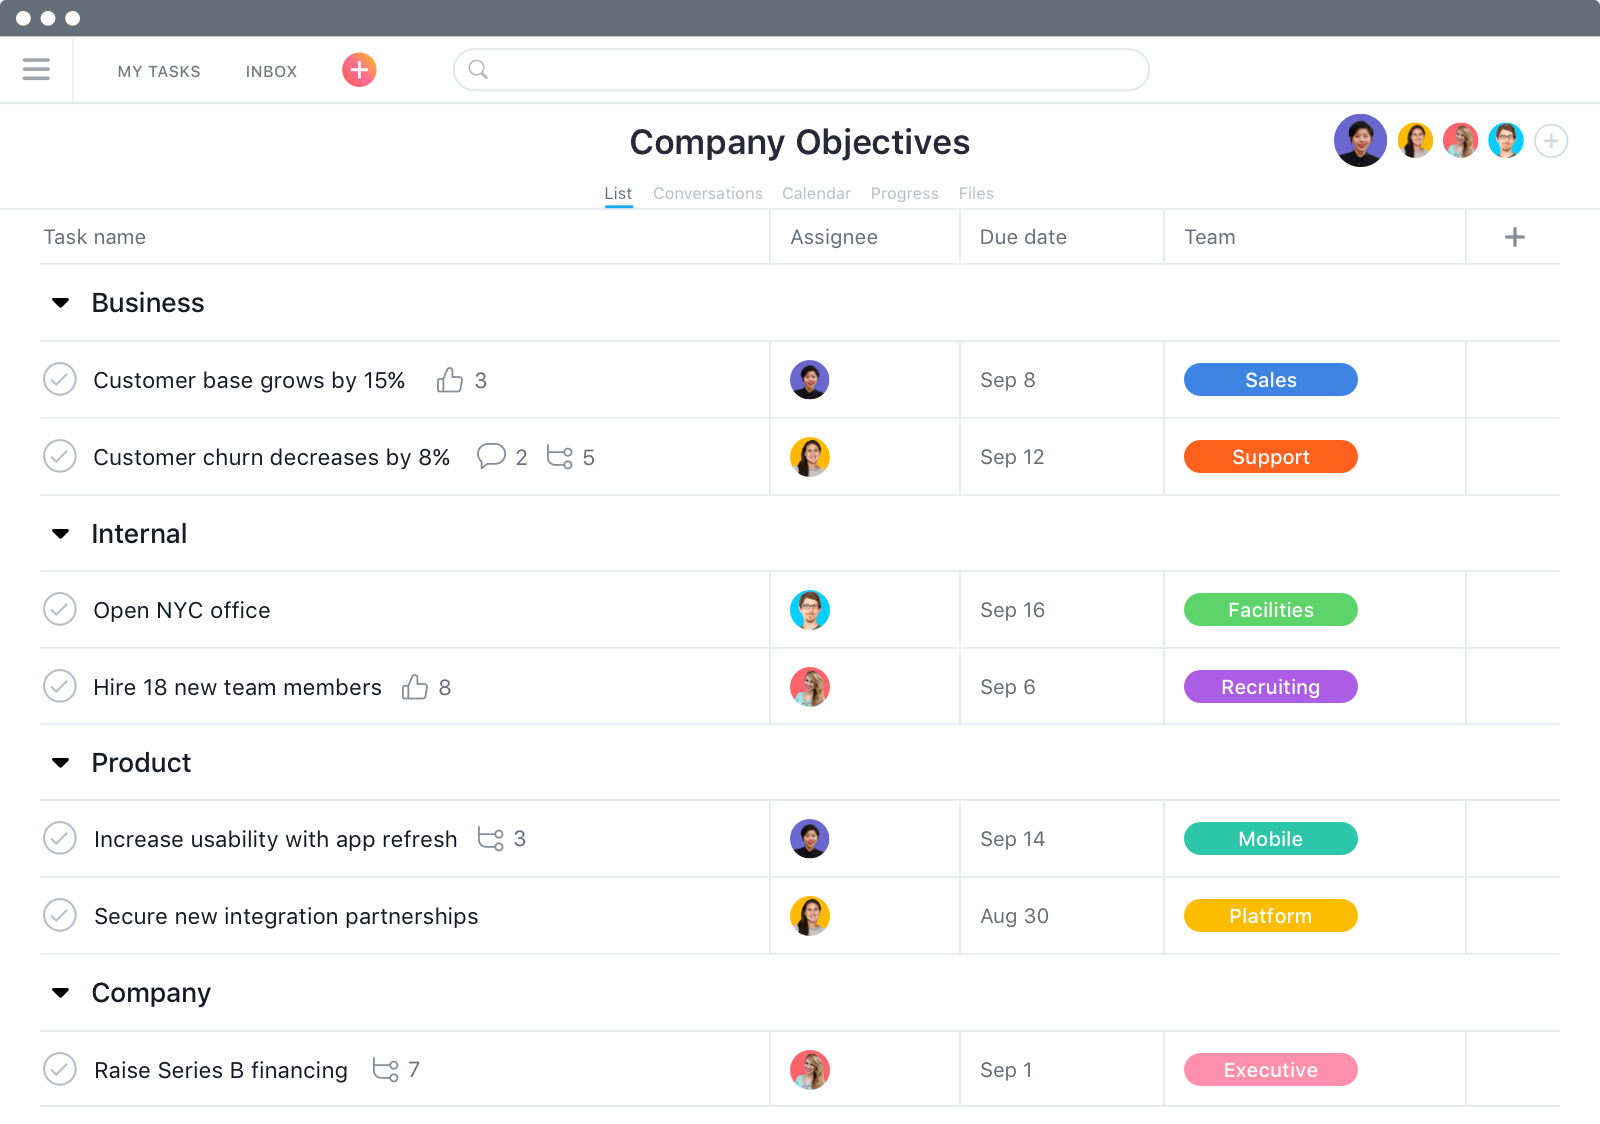 MY TASKS INBOX
Company Objectives
List Conversations Calendar Progress Files
Task name Assignee Due date Team
Business
Customer base grows by 15% 3 Sep 8 Sales
Customer churn decreases by 8% 2 5 Sep 12 Support
Internal
Open NYC office Sep 16 Facilities
Hire 18 new team members 8 Sep 6 Recruiting
Product
Increase usability with app refresh 3 Sep 14 Mobile
Secure new integration partnerships Aug 30 Platform
Company
Raise Series B financing 7 Sep 1 Executive